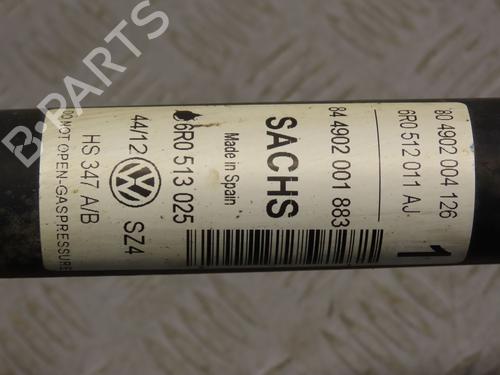 80 4902 004 126
6R0 512 011 AJ
1
84 4902 001 883
SACHS
Made in Spain
6R0 513 025
44/12
SZ4
HS 347 A/B
DO NOT OPEN-GASPRESSURE
B-PARTS